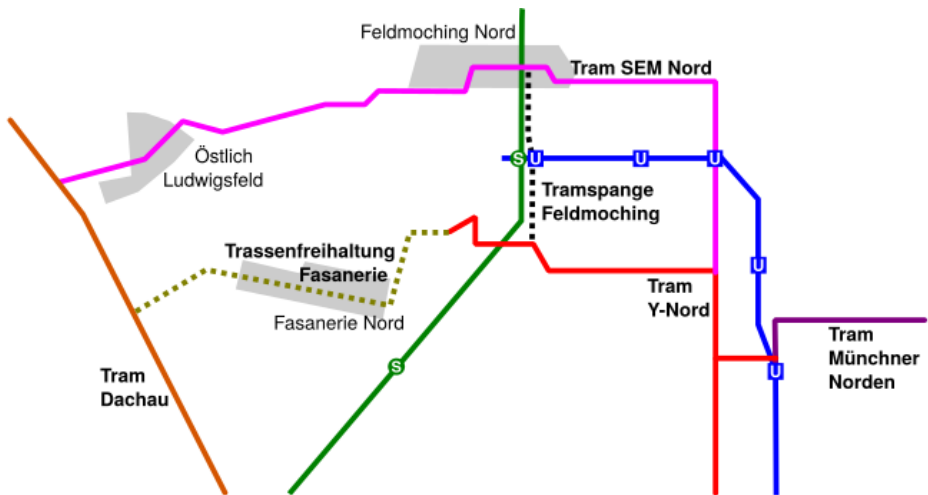 Feldmoching Nord
Tram SEM Nord
Östlich
Ludwigsfeld
S
U
U
U
Tramspange
Feldmoching
Trassenfreihaltung
Fasanerie
U
Tram
Y-Nord
Fasanerie Nord
Tram
Münchner
Norden
S
U
Tram
Dachau